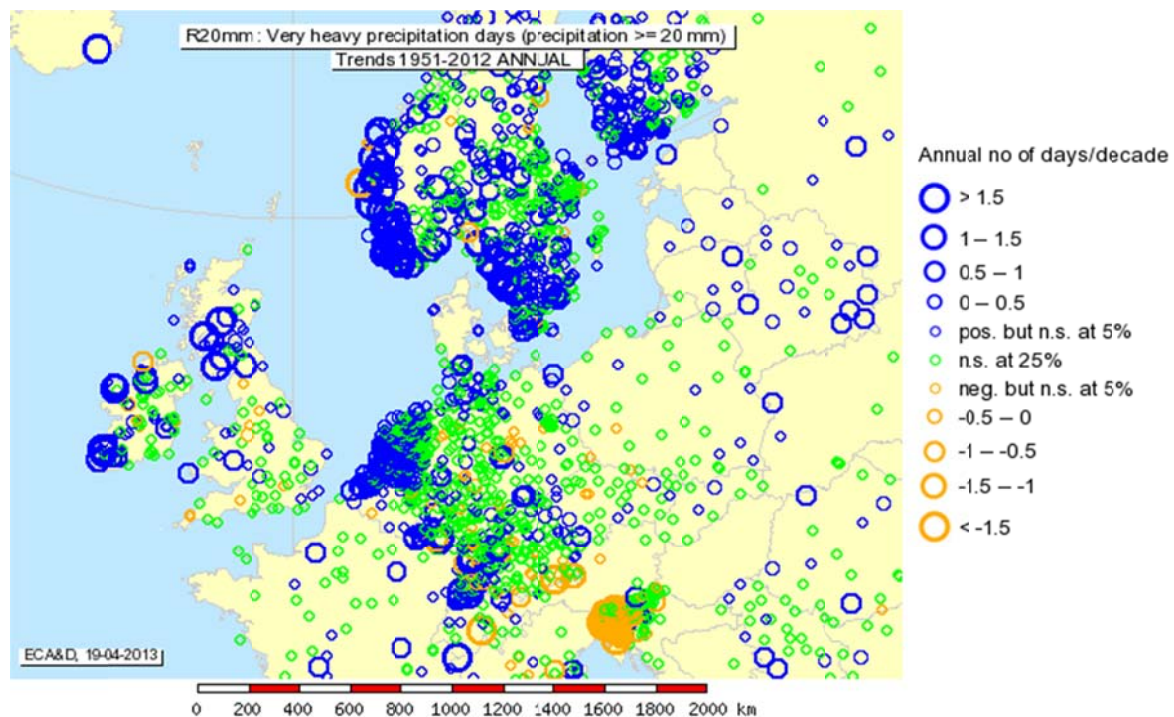 R20mm : Very heavy precipitation days (precipitation >= 20 mm)
Trends 1951-2012 ANNUAL
Annual no of days/decade
> 1.5
1 – 1.5
0.5 – 1
0 – 0.5
pos. but n.s. at 5%
n.s. at 25%
neg. but n.s. at 5%
-0.5 – 0
-1 – -0.5
-1.5 – -1
< -1.5
ECA&D, 19-04-2013
0 200 400 600 800 1000 1200 1400 1600 1800 2000 km